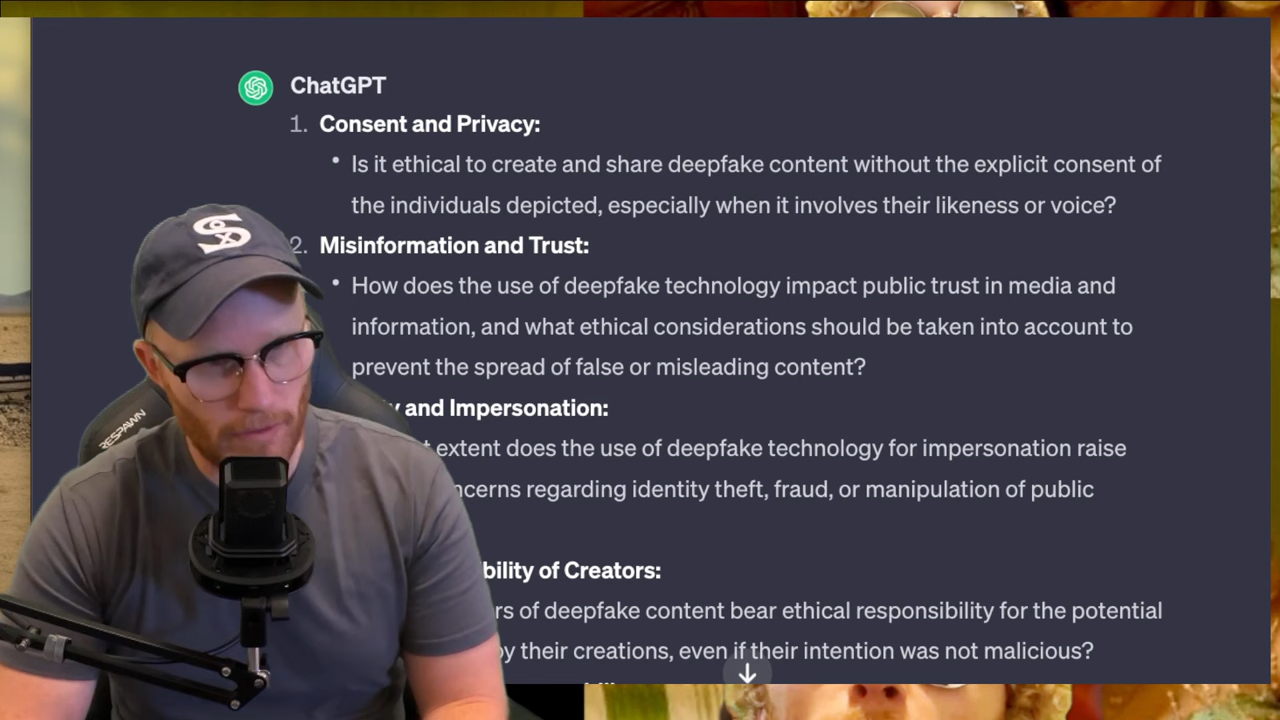 ChatGPT
1. Consent and Privacy:
• Is it ethical to create and share deepfake content without the explicit consent of
the individuals depicted, especially when it involves their likeness or voice?
2. Misinformation and Trust:
• How does the use of deepfake technology impact public trust in media and
information, and what ethical considerations should be taken into account to
prevent the spread of false or misleading content?
and Impersonation:
extent does the use of deepfake technology for impersonation raise
regarding identity theft, fraud, or manipulation of public
of Creators:
of deepfake content bear ethical responsibility for the potential
by their creations, even if their intention was not malicious?
S
RESPAWN